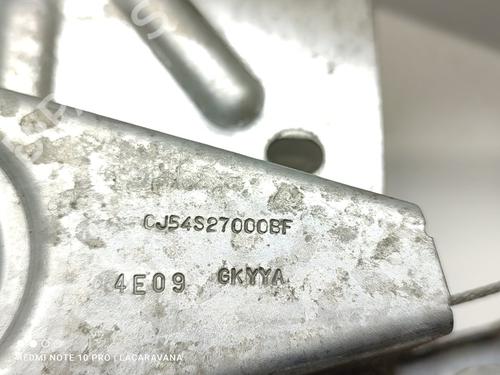 CJ54S27000BF
4E09 GKYYA
REDMI NOTE 10 PRO | LACARAVANA